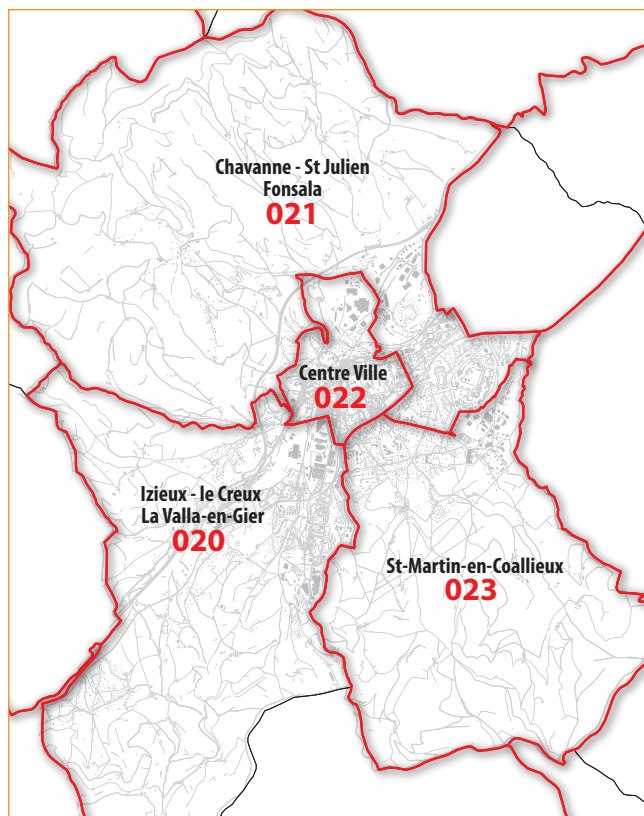 Chavanne - St Julien
Fonsala
021
Centre Ville
022
Izieux - le Creux
La Valla-en-Gier
020
St-Martin-en-Coallieux
023